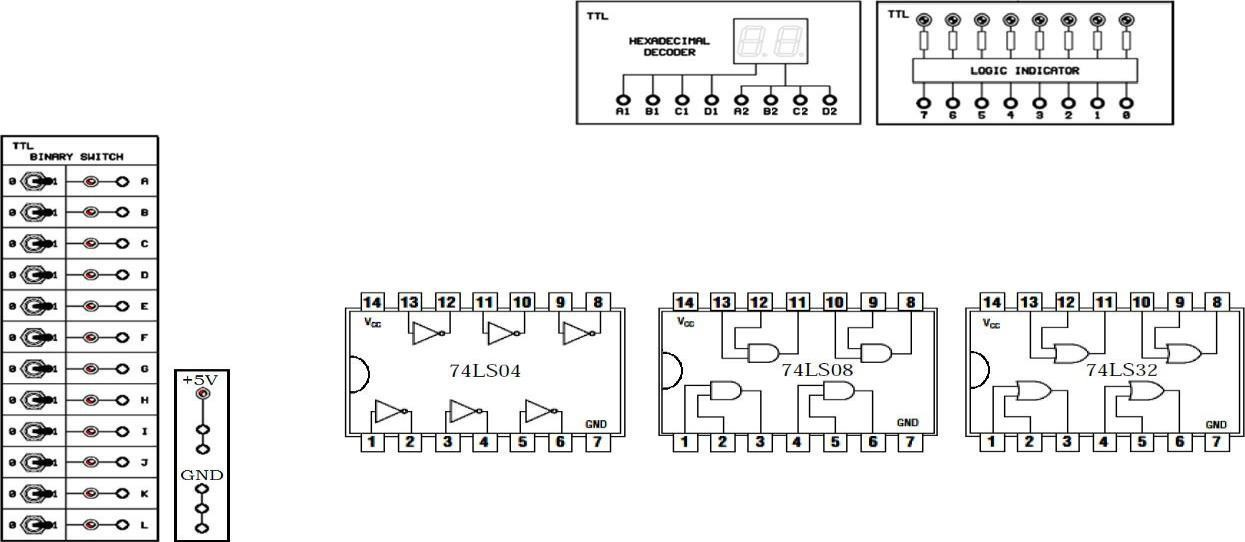 TTL
HEXADECIMAL
DECODER
A1 B1 C1 D1 A2 B2 C2 D2
TTL
LOGIC INDICATOR
7 6 5 4 3 2 1 0
TTL
BINARY SWITCH
0 1 A
0 1 B
0 1 C
0 1 D
0 1 E
0 1 F
0 1 G
0 1 H
0 1 I
0 1 J
0 1 K
0 1 L
+5V
GND
14 13 12 11 10 9 8
VCC
74LS04
GND
1 2 3 4 5 6 7
14 13 12 11 10 9 8
VCC
74LS08
GND
1 2 3 4 5 6 7
14 13 12 11 10 9 8
VCC
74LS32
GND
1 2 3 4 5 6 7